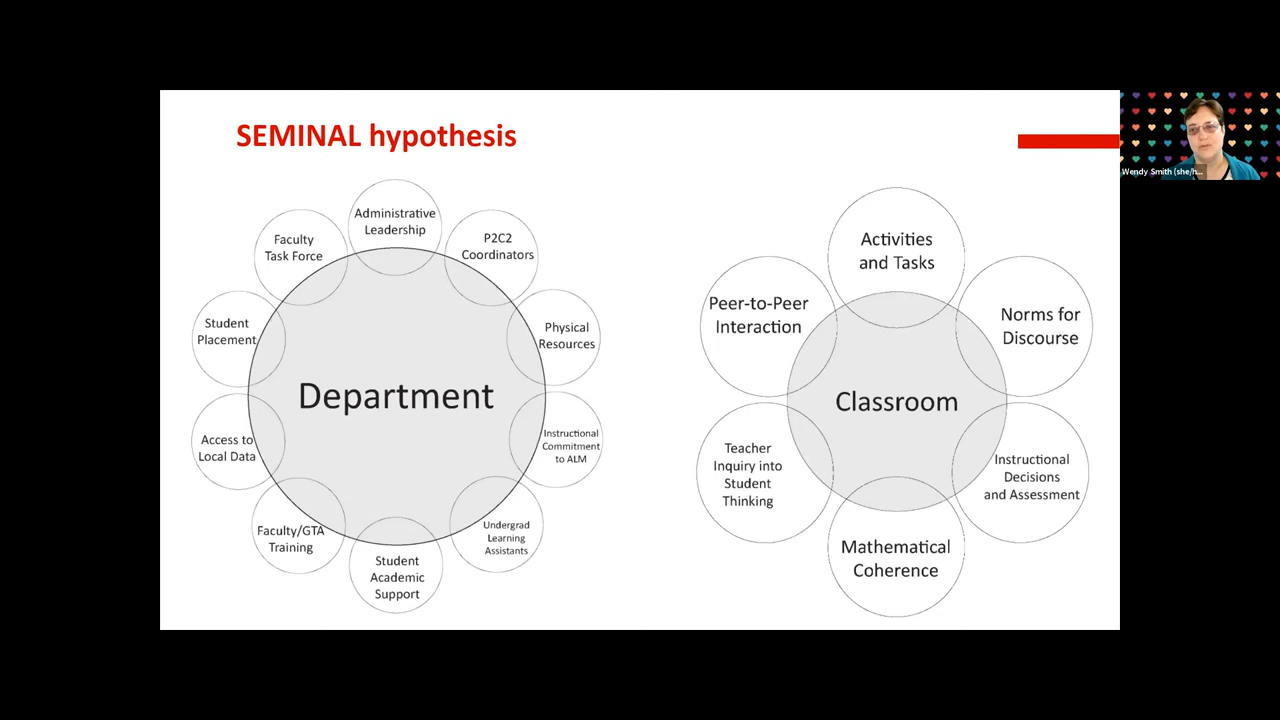 SEMINAL hypothesis
Wendy Smith (she/h...
Administrative
Leadership
P2C2
Coordinators
Physical
Resources
Instructional
Commitment
to ALM
Undergrad
Learning
Assistants
Student
Academic
Support
Faculty/GTA
Training
Access to
Local Data
Student
Placement
Faculty
Task Force
Department
Activities
and Tasks
Norms for
Discourse
Instructional
Decisions
and Assessment
Mathematical
Coherence
Teacher
Inquiry into
Student
Thinking
Peer-to-Peer
Interaction
Classroom